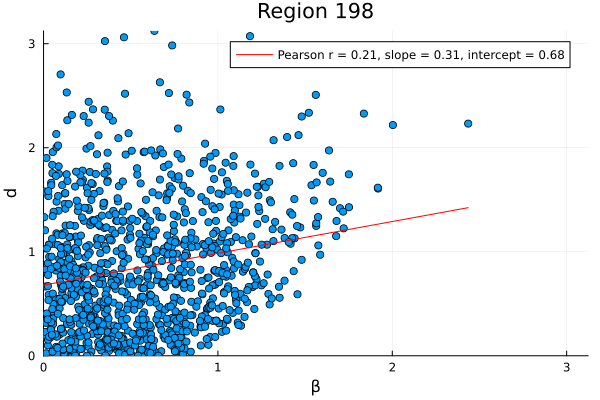 Region 198
Pearson r = 0.21, slope = 0.31, intercept = 0.68
3
2
1
0
d
0 1 2 3
β